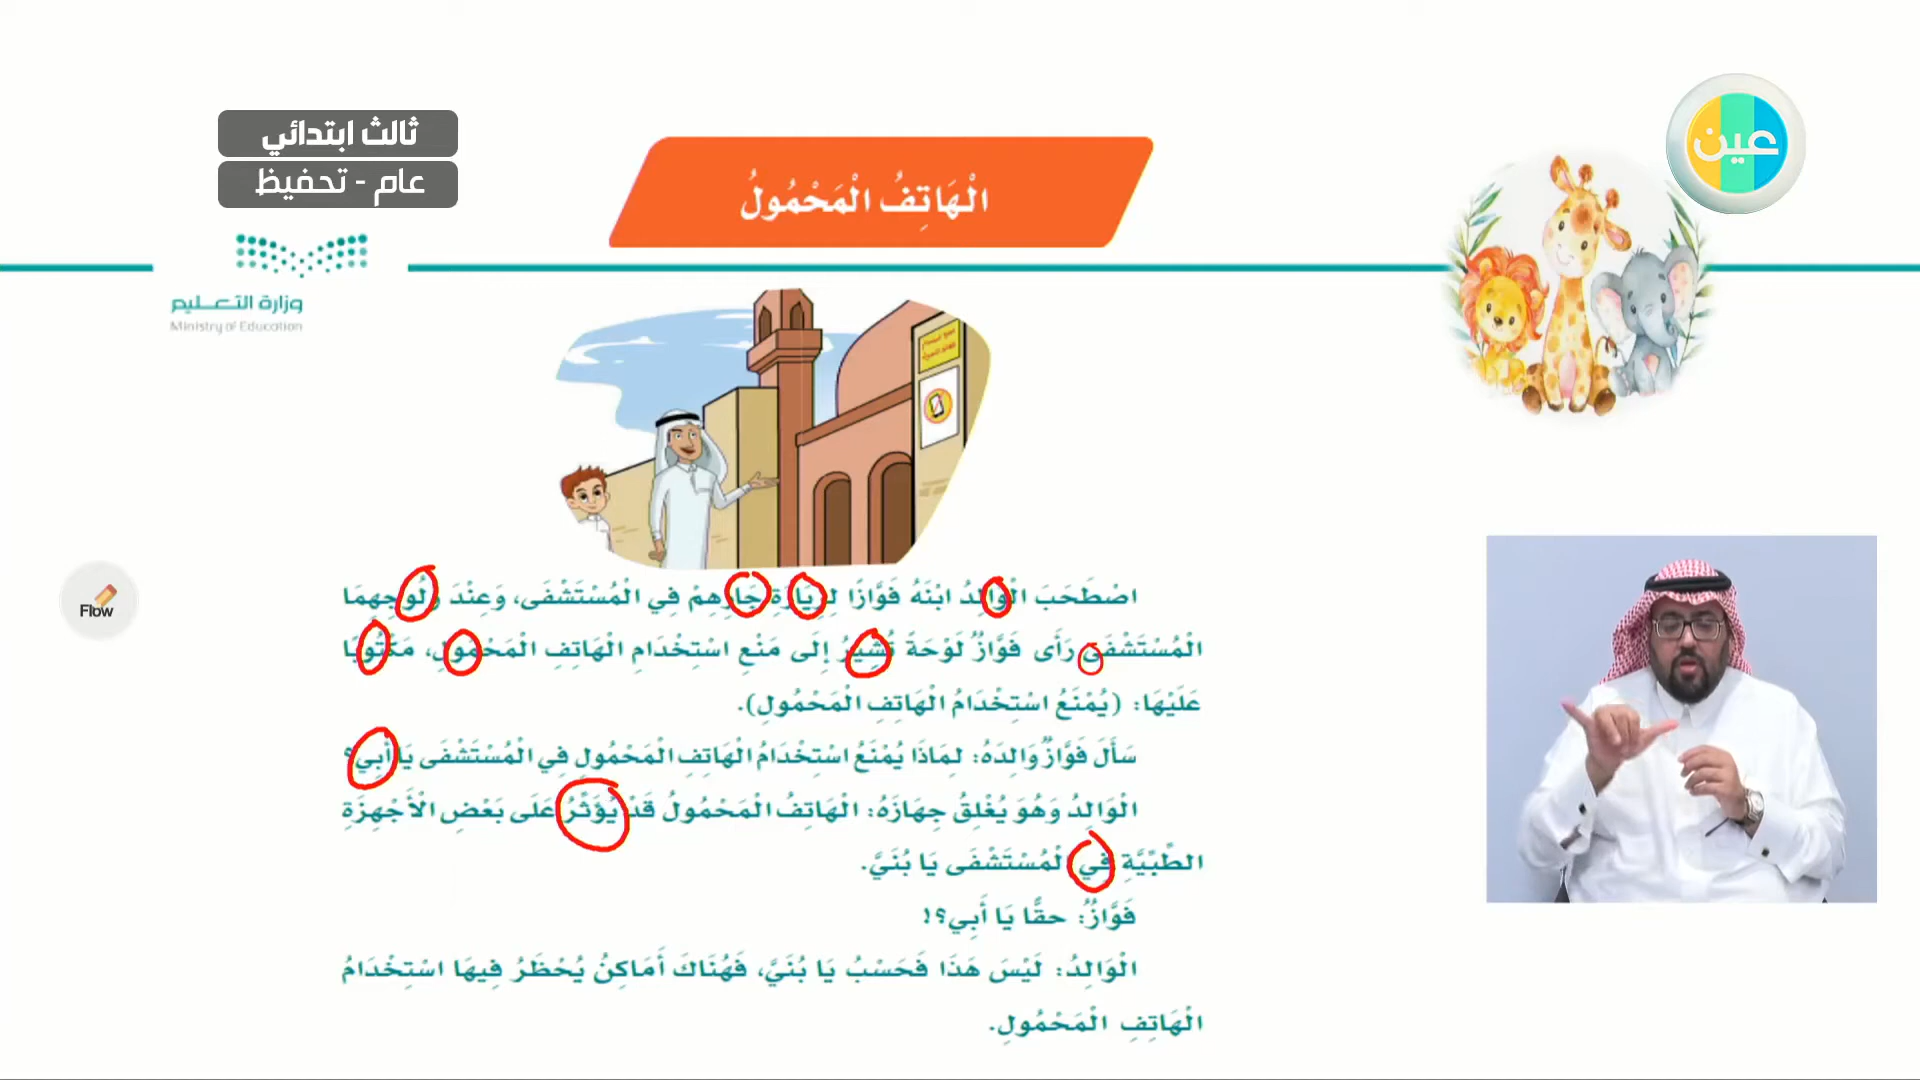 عين
ثالث ابتدائي
عام - تحفيظ
الْهَاتِفُ الْمَحْمُولُ
وزارة التعليم
Ministry of Education
Flow
اصْطَحَبَ الْوَالِدُ ابْنَهُ فَوَّازًا لِزِيَارَةِ جَارِهِمْ فِي الْمُسْتَشْفَى، وَعِنْدَ وُلُوجِهِمَا
الْمُسْتَشْفَى رَأَى فَوَّازٌ لَوْحَةً تُشِيرُ إِلَى مَنْعِ اسْتِخْدَامِ الْهَاتِفِ الْمَحْمُولِ، مَكْتُوبًا
عَلَيْهَا: (يُمْنَعُ اسْتِخْدَامُ الْهَاتِفِ الْمَحْمُولِ).
سَأَلَ فَوَّازٌ وَالِدَهُ: لِمَاذَا يُمْنَعُ اسْتِخْدَامُ الْهَاتِفِ الْمَحْمُولِ فِي الْمُسْتَشْفَى يَا أَبِي؟
الْوَالِدُ وَهُوَ يُغْلِقُ جِهَازَهُ: الْهَاتِفُ الْمَحْمُولُ قَدْ يُؤَثِّرُ عَلَى بَعْضِ الْأَجْهِزَةِ
الطِّبِّيَّةِ فِي الْمُسْتَشْفَى يَا بُنَيَّ.
فَوَّازٌ: حقًّا يَا أَبِي؟!
الْوَالِدُ: لَيْسَ هَذَا فَحَسْبُ يَا بُنَيَّ، فَهُنَاكَ أَمَاكِنُ يُحْظَرُ فِيهَا اسْتِخْدَامُ
الْهَاتِفِ الْمَحْمُولِ.